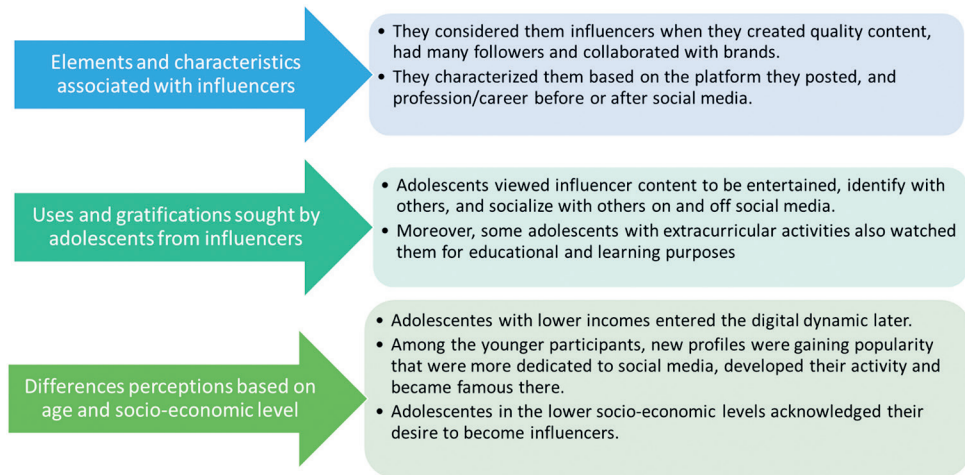 Elements and characteristics
associated with influencers
• They considered them influencers when they created quality content,
had many followers and collaborated with brands.
• They characterized them based on the platform they posted, and
profession/career before or after social media.
Uses and gratifications sought by
adolescents from influencers
• Adolescents viewed influencer content to be entertained, identify with
others, and socialize with others on and off social media.
• Moreover, some adolescents with extracurricular activities also watched
them for educational and learning purposes
Differences perceptions based on
age and socio-economic level
• Adolescentes with lower incomes entered the digital dynamic later.
• Among the younger participants, new profiles were gaining popularity
that were more dedicated to social media, developed their activity and
became famous there.
• Adolescentes in the lower socio-economic levels acknowledged their
desire to become influencers.